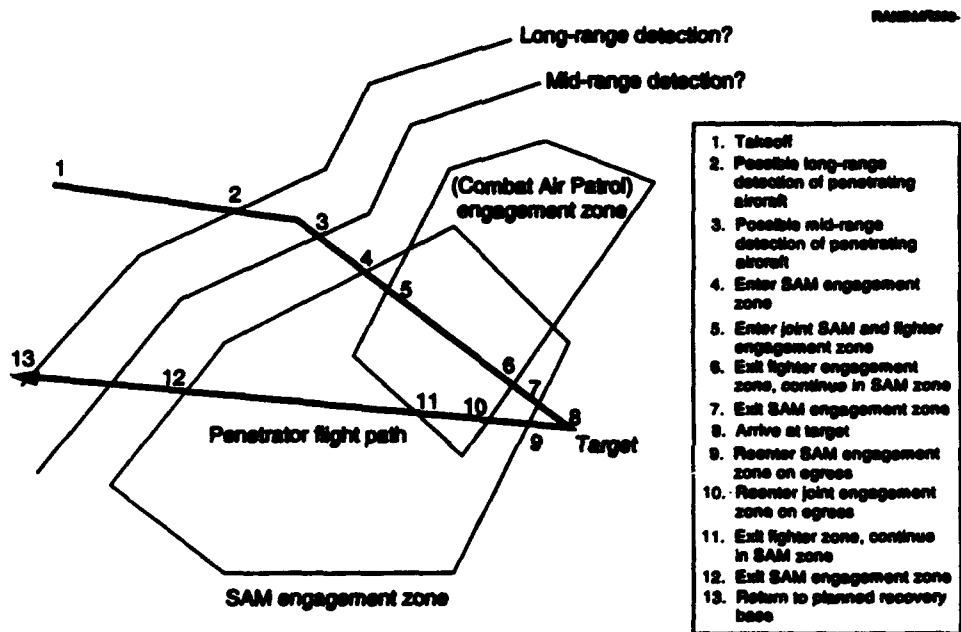 Long-range detection?
Mid-range detection?
1
2
3
(Combat Air Patrol)
engagement zone
4
5
6
7
8
13
12
11
10
9
Penetrator flight path
Target
SAM engagement zone
1. Takeoff
2. Possible long-range
detection of penetrating
aircraft
3. Possible mid-range
detection of penetrating
aircraft
4. Enter SAM engagement
zone
5. Enter joint SAM and fighter
engagement zone
6. Exit fighter engagement
zone, continue in SAM zone
7. Exit SAM engagement zone
8. Arrive at target
9. Reenter SAM engagement
zone on egress
10. Reenter joint engagement
zone on egress
11. Exit fighter zone, continue
in SAM zone
12. Exit SAM engagement zone
13. Return to planned recovery
base